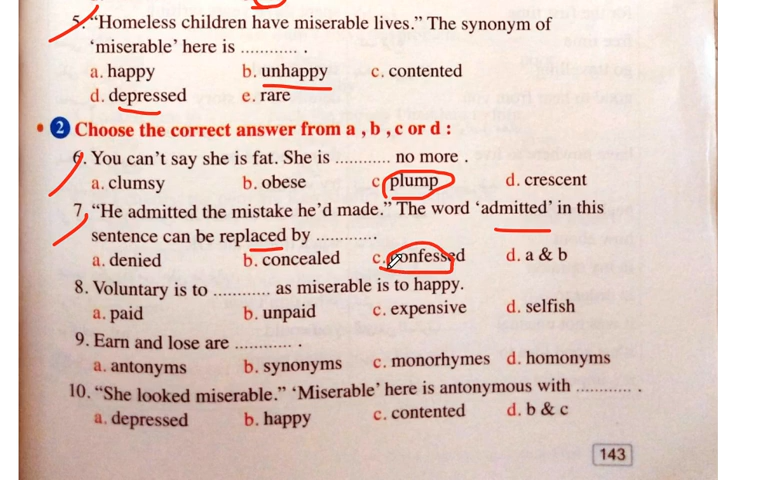 5. “Homeless children have miserable lives.” The synonym of
‘miserable’ here is ............ .
a. happy b. unhappy c. contented
d. depressed e. rare
2 Choose the correct answer from a , b , c or d :
6. You can’t say she is fat. She is ............ no more .
a. clumsy b. obese c. plump d. crescent
7. “He admitted the mistake he’d made.” The word ‘admitted’ in this
sentence can be replaced by .............
a. denied b. concealed c. confessed d. a & b
8. Voluntary is to ............ as miserable is to happy.
a. paid b. unpaid c. expensive d. selfish
9. Earn and lose are ............ .
a. antonyms b. synonyms c. monorhymes d. homonyms
10. “She looked miserable.” ‘Miserable’ here is antonymous with ............ .
a. depressed b. happy c. contented d. b & c
143